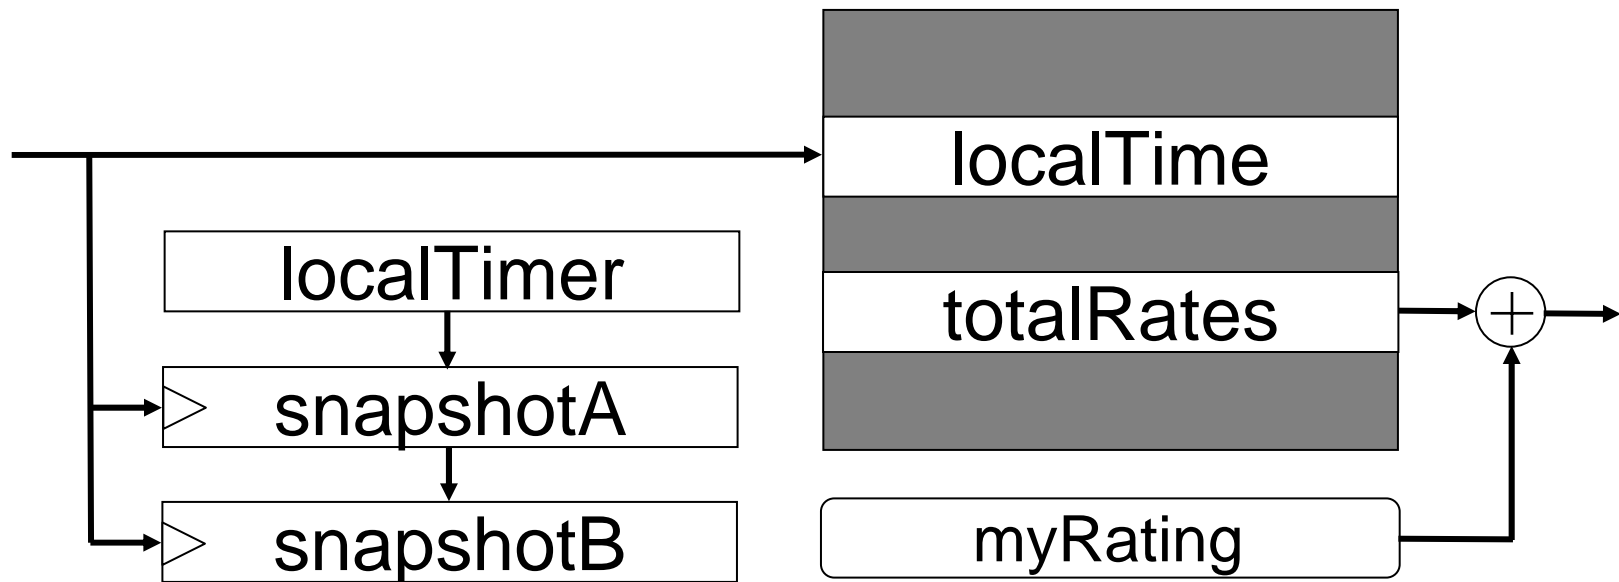 localTime
localTimer
totalRates
snapshotA
snapshotB
myRating